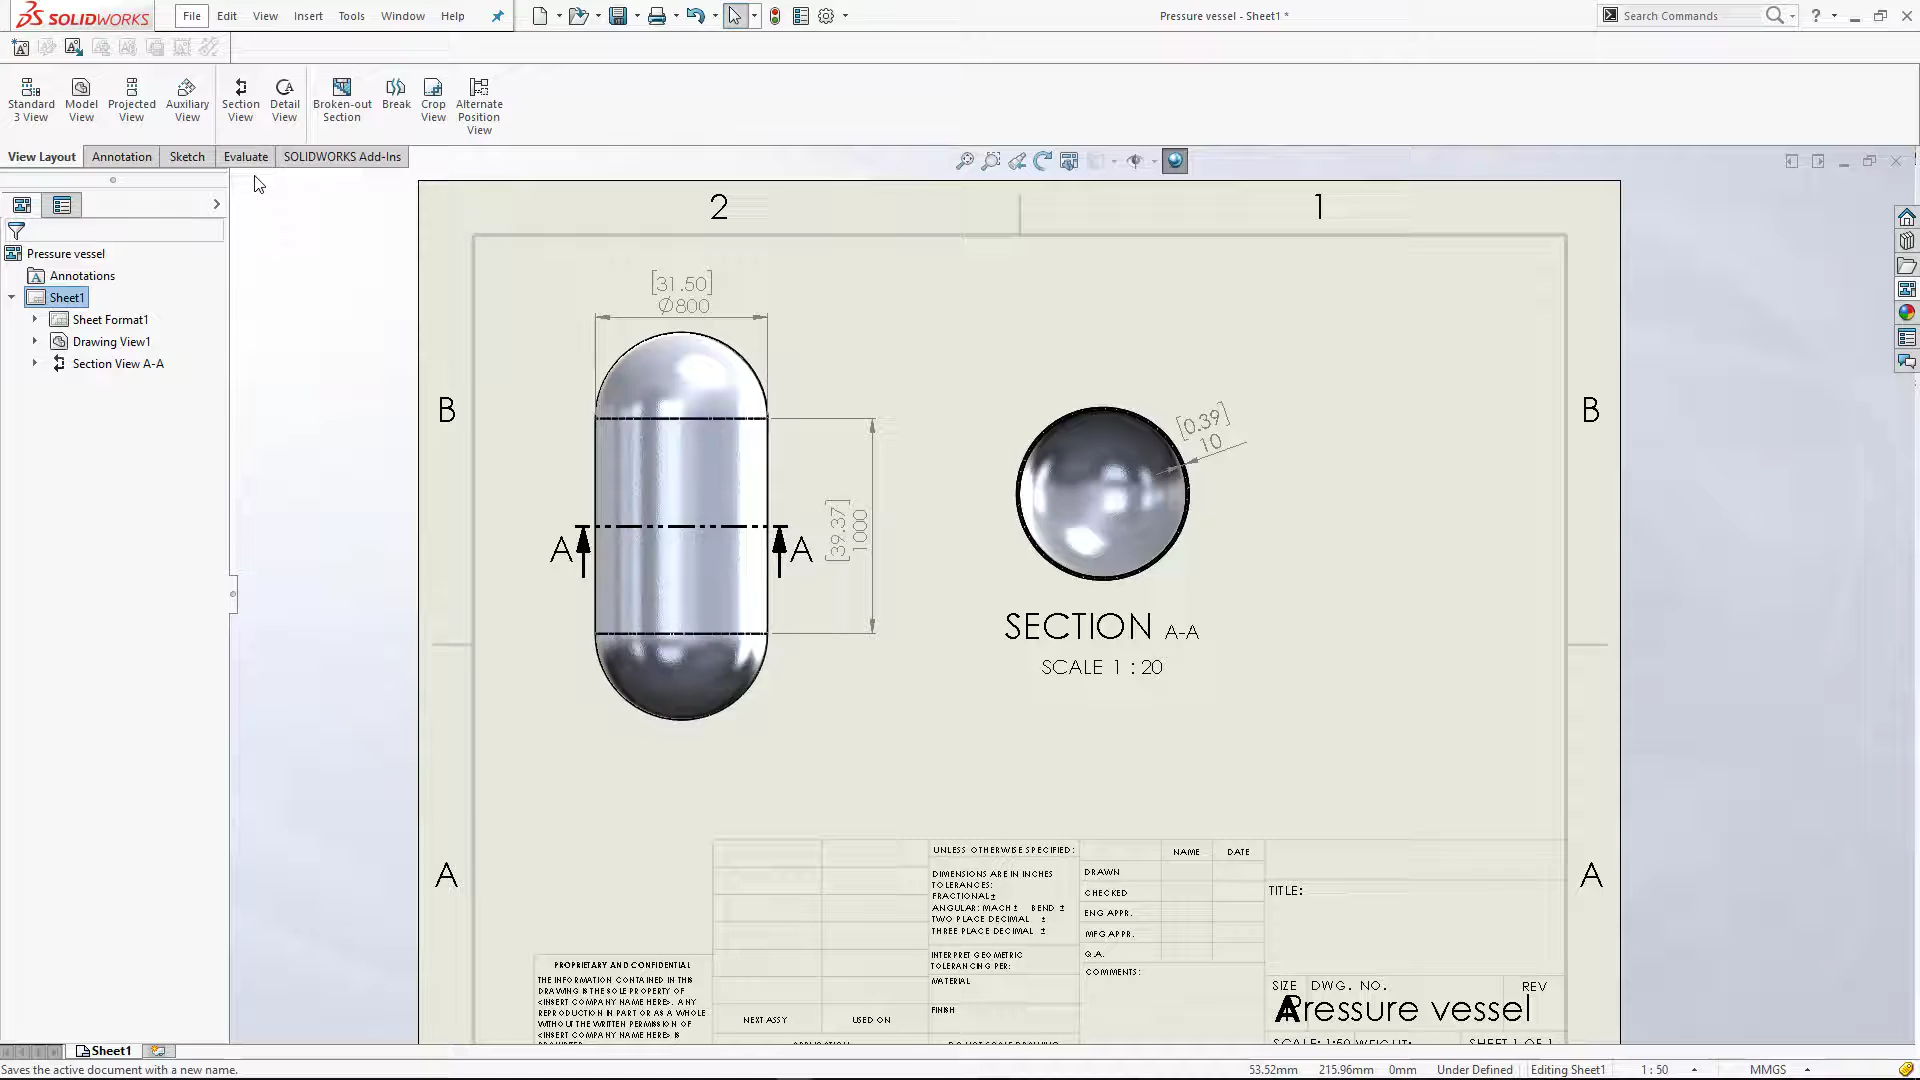 SOLIDWORKS
File Edit View Insert Tools Window Help
Pressure vessel - Sheet1 *
Search Commands
Standard 3 View
Model View
Projected View
Auxiliary View
Section View
Detail View
Broken-out Section
Break
Crop View
Alternate Position View
View Layout Annotation Sketch Evaluate SOLIDWORKS Add-Ins
Pressure vessel
Annotations
Sheet1
Sheet Format1
Drawing View1
Section View A-A
2 1
B B
A A
[31.50]
Ø800
[39.37]
1000
A A
[0.39]
10
SECTION A-A
SCALE 1 : 20
UNLESS OTHERWISE SPECIFIED:
DIMENSIONS ARE IN INCHES
TOLERANCES:
FRACTIONAL±
ANGULAR: MACH± BEND ±
TWO PLACE DECIMAL ±
THREE PLACE DECIMAL ±
INTERPRET GEOMETRIC
TOLERANCING PER:
MATERIAL
FINISH
NAME DATE
DRAWN
CHECKED
ENG APPR.
MFG APPR.
Q.A.
COMMENTS:
TITLE:
SIZE DWG. NO. REV
A Pressure vessel
SCALE: 1:50 WEIGHT: SHEET 1 OF 1
PROPRIETARY AND CONFIDENTIAL
THE INFORMATION CONTAINED IN THIS
DRAWING IS THE SOLE PROPERTY OF
<INSERT COMPANY NAME HERE>. ANY
REPRODUCTION IN PART OR AS A WHOLE
WITHOUT THE WRITTEN PERMISSION OF
<INSERT COMPANY NAME HERE> IS
NEXT ASSY USED ON
Sheet1
Saves the active document with a new name.
53.52mm 215.96mm 0mm Under Defined Editing Sheet1 1 : 50 MMGS